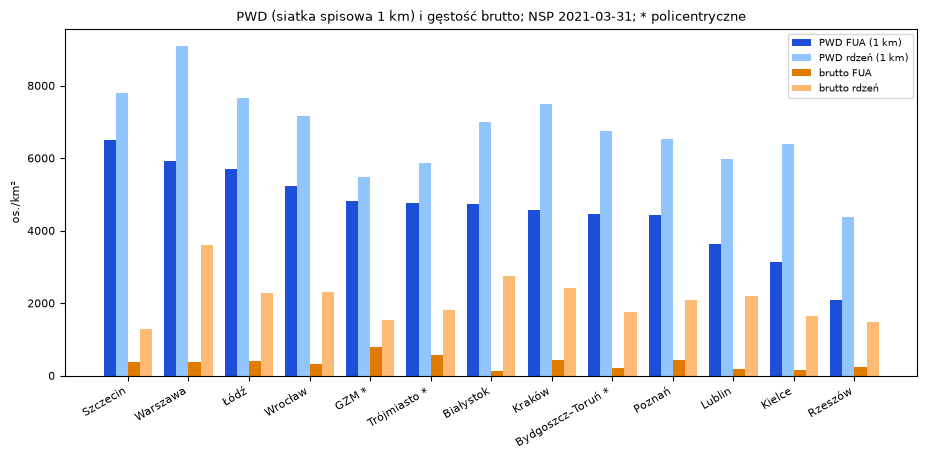 PWD (siatka spisowa 1 km) i gęstość brutto; NSP 2021-03-31; * policentryczne
PWD FUA (1 km)
PWD rdzeń (1 km)
brutto FUA
brutto rdzeń
os./km²
8000
6000
4000
2000
0
Szczecin
Warszawa
Łódź
Wrocław
GZM *
Trójmiasto *
Białystok
Kraków
Bydgoszcz–Toruń *
Poznań
Lublin
Kielce
Rzeszów